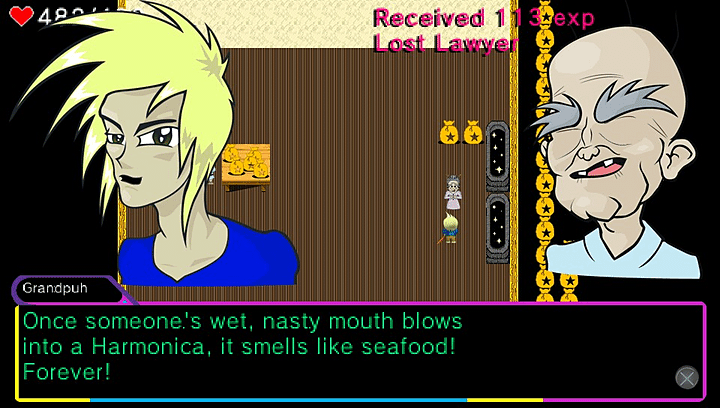 Received 113 exp
Lost Lawyer
Grandpuh
Once someone's wet, nasty mouth blows
into a Harmonica, it smells like seafood!
Forever!